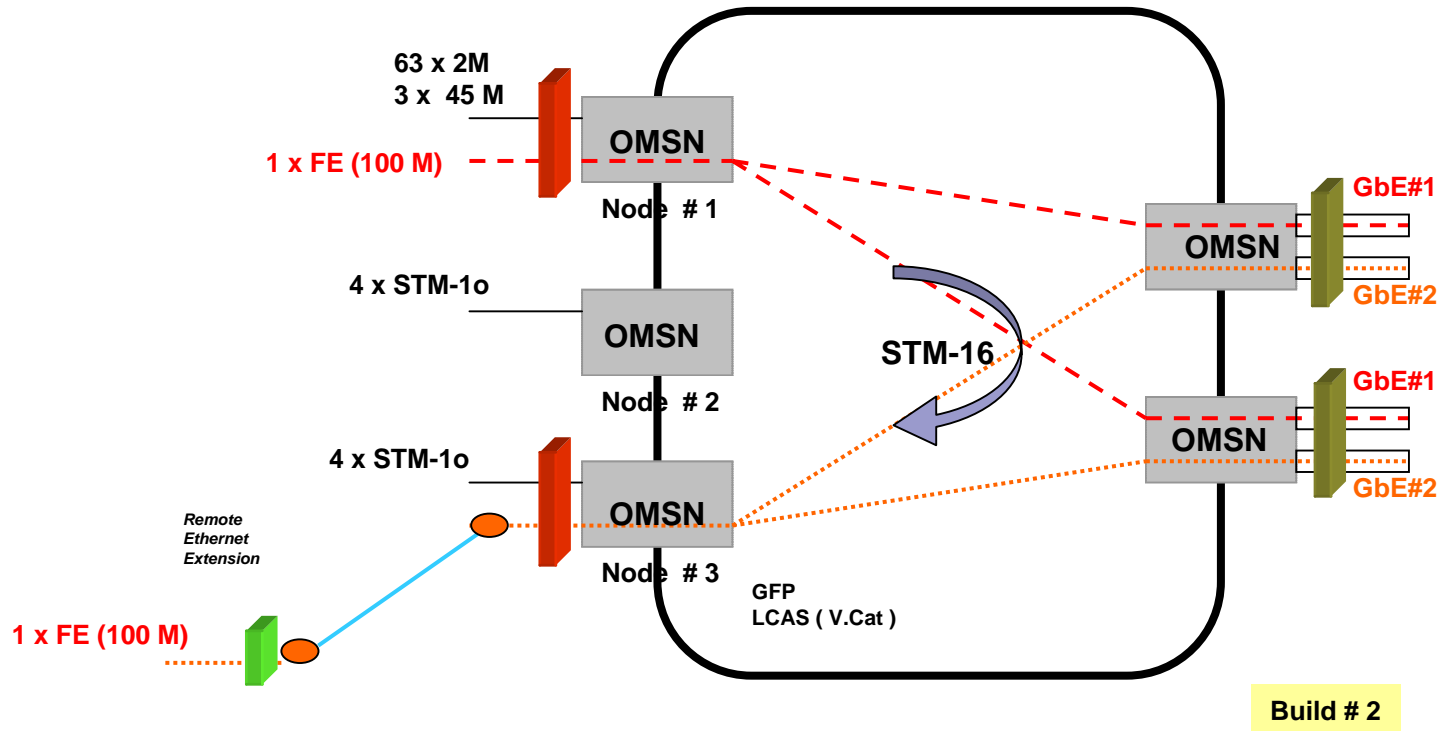 63 x 2M
3 x 45 M
OMSN
1 x FE (100 M)
Node # 1
GbE#1
OMSN
GbE#2
4 x STM-1o
OMSN
STM-16
Node # 2
GbE#1
OMSN
GbE#2
4 x STM-1o
OMSN
Remote
Ethernet
Extension
Node # 3
GFP
LCAS ( V.Cat )
1 x FE (100 M)
Build # 2